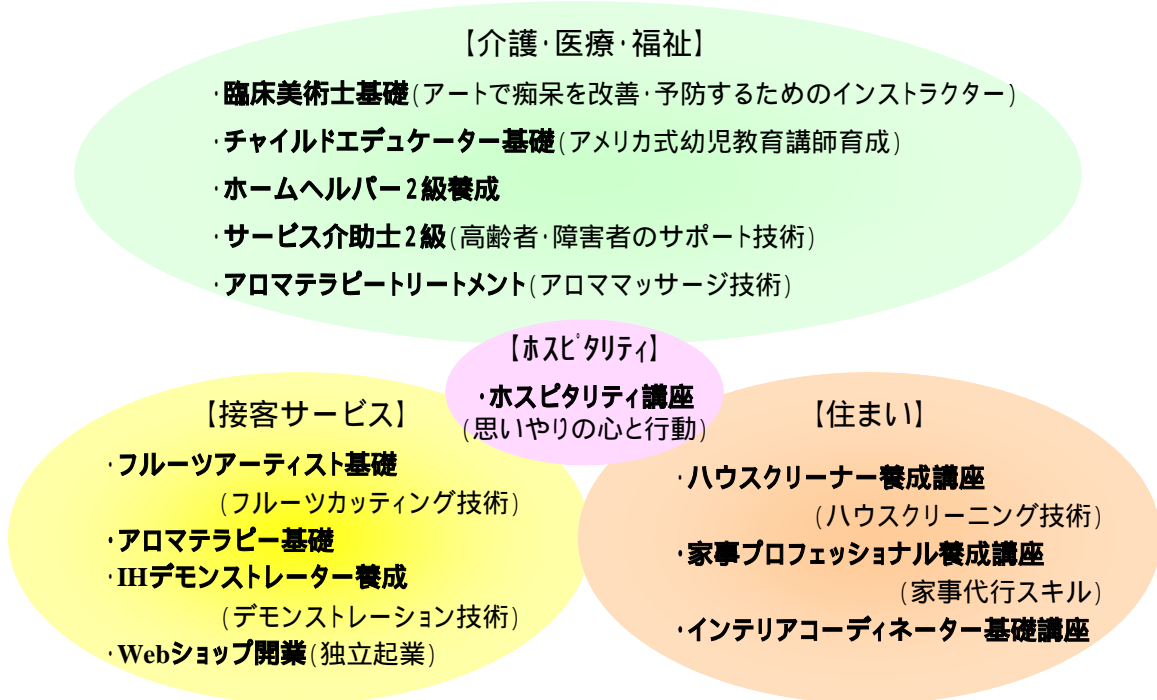 【介護・医療・福祉】
・臨床美術士基礎(アートで痴呆を改善・予防するためのインストラクター)
・チャイルドエデュケーター基礎(アメリカ式幼児教育講師育成)
・ホームヘルパー2級養成
・サービス介助士2級(高齢者・障害者のサポート技術)
・アロマテラピートリートメント(アロママッサージ技術)
【ホスピタリティ】
・ホスピタリティ講座
(思いやりの心と行動)
【接客サービス】
・フルーツアーティスト基礎
(フルーツカッティング技術)
・アロマテラピー基礎
・IHデモンストレーター養成
(デモンストレーション技術)
・Webショップ開業(独立起業)
【住まい】
・ハウスクリーナー養成講座
(ハウスクリーニング技術)
・家事プロフェッショナル養成講座
(家事代行スキル)
・インテリアコーディネーター基礎講座